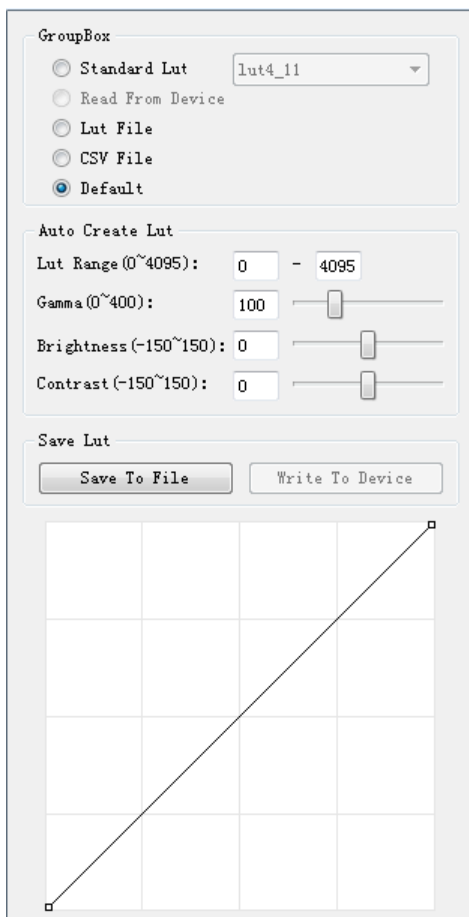 GroupBox
Standard Lut lut4_11
Read From Device
Lut File
CSV File
Default
Auto Create Lut
Lut Range(0~4095): 0 - 4095
Gamma(0~400): 100
Brightness(-150~150): 0
Contrast(-150~150): 0
Save Lut
Save To File Write To Device